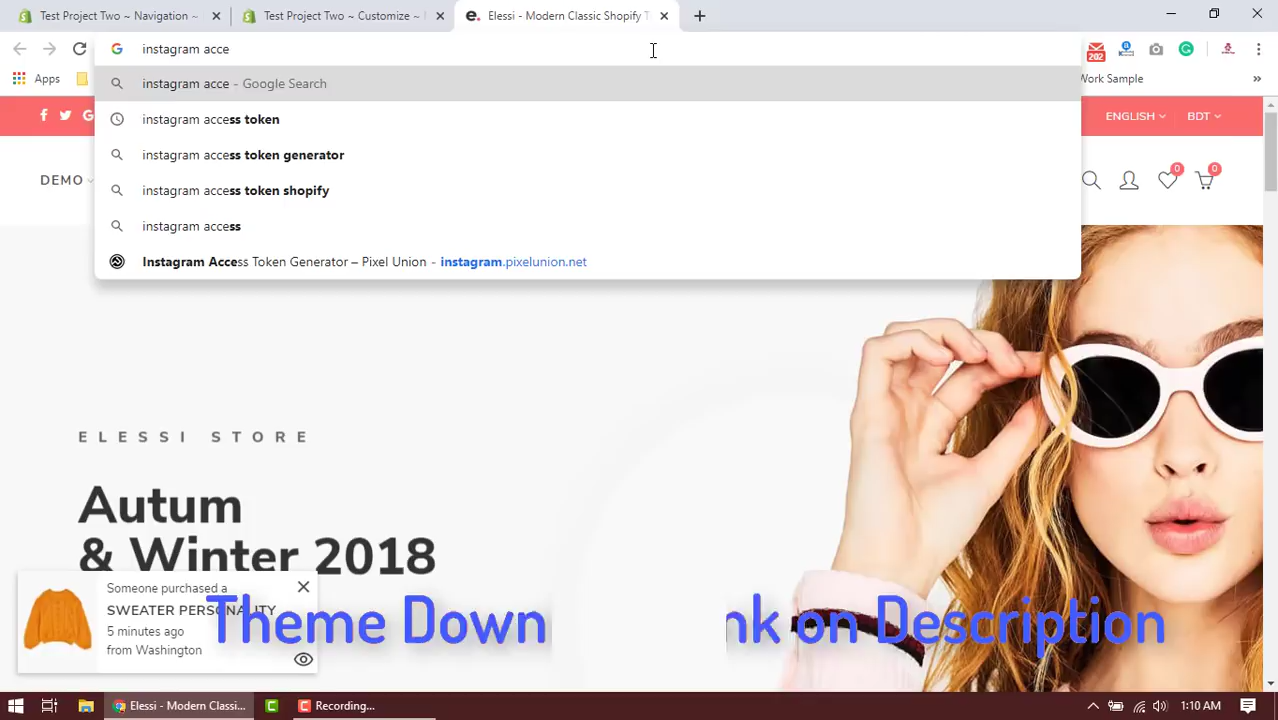 Test Project Two ~ Navigation ~
Test Project Two ~ Customize ~
Elessi - Modern Classic Shopify T
instagram acce
202
instagram acce - Google Search
Apps
Work Sample
instagram access token
ENGLISH
BDT
instagram access token generator
DEMO
0
0
instagram access token shopify
instagram access
Instagram Access Token Generator – Pixel Union - instagram.pixelunion.net
ELESSI STORE
Autum
& Winter 2018
Someone purchased a
SWEATER PERSONALITY
5 minutes ago
from Washington
Theme Down nk on Description
Elessi - Modern Classi...
Recording...
1:10 AM